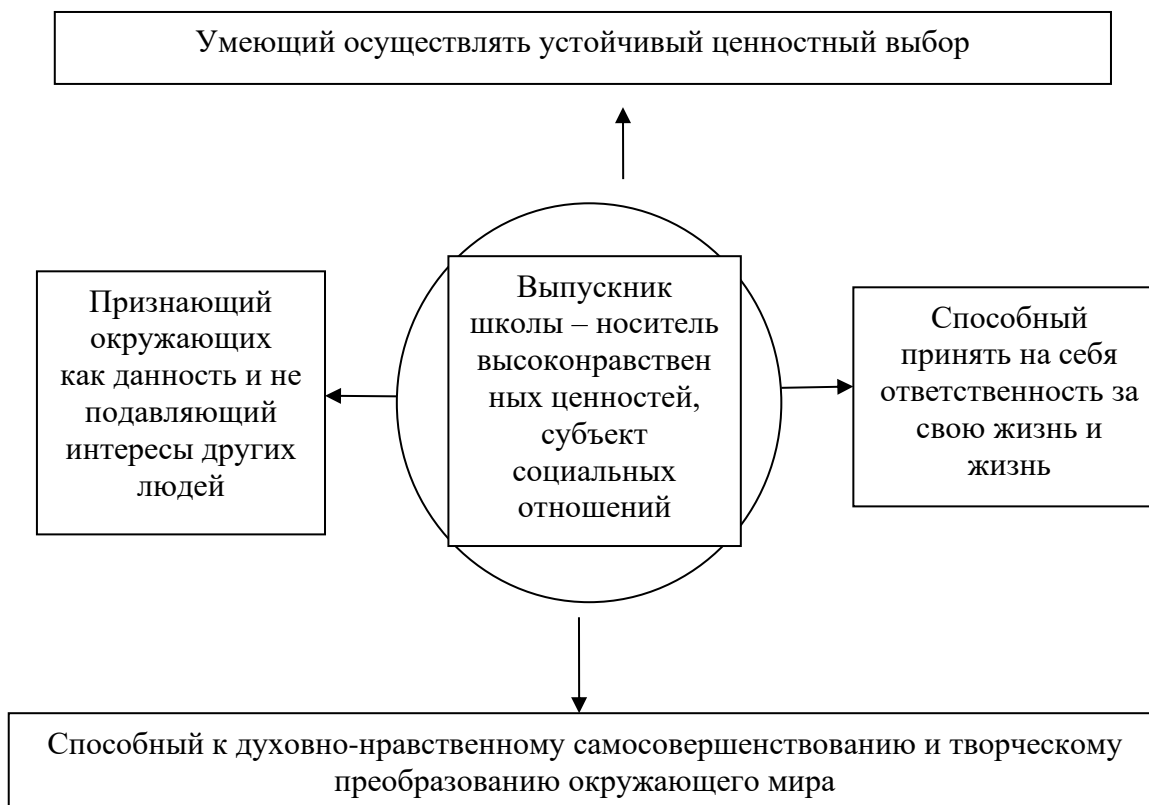 Умеющий осуществлять устойчивый ценностный выбор
Признающий
окружающих
как данность и не
подавляющий
интересы других
людей
Выпускник
школы – носитель
высоконравствен
ных ценностей,
субъект
социальных
отношений
Способный
принять на себя
ответственность за
свою жизнь и
жизнь
Способный к духовно-нравственному самосовершенствованию и творческому
преобразованию окружающего мира